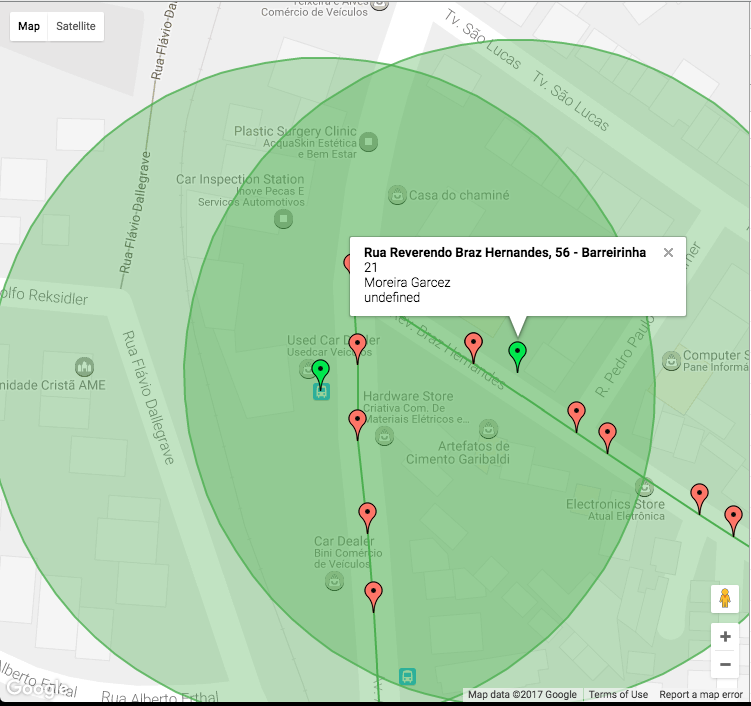 Map
Satellite
Teixeira e Alves
Comércio de Veículos
Rua Flávio Dallegrave
Tv. São Lucas
Tv. São Lucas
Plastic Surgery Clinic
AcquaSkin Estética
e Bem Estar
Car Inspection Station
Inove Pecas E
Servicos Automotivos
Casa do chaminé
Rua Flávio Dallegrave
Rua Reverendo Braz Hernandes, 56 - Barreirinha
21
Moreira Garcez
undefined
olfo Reksidler
Used Car Dealer
Usedcar Veículos
Rev. Braz Hernandes
R. Pedro Paulo
rner
Computer S
Pane Informá
Rua Flávio Dallegrave
nidade Cristã AME
Hardware Store
Criativa Com. De
Materiais Elétricos e...
Artefatos de
Cimento Garibaldi
Electronics Store
Atual Eletrônica
Car Dealer
Bini Comércio
de Veículos
+
−
Alberto Erthal
Google
Rua Alberto Erthal
Map data ©2017 Google
Terms of Use
Report a map error